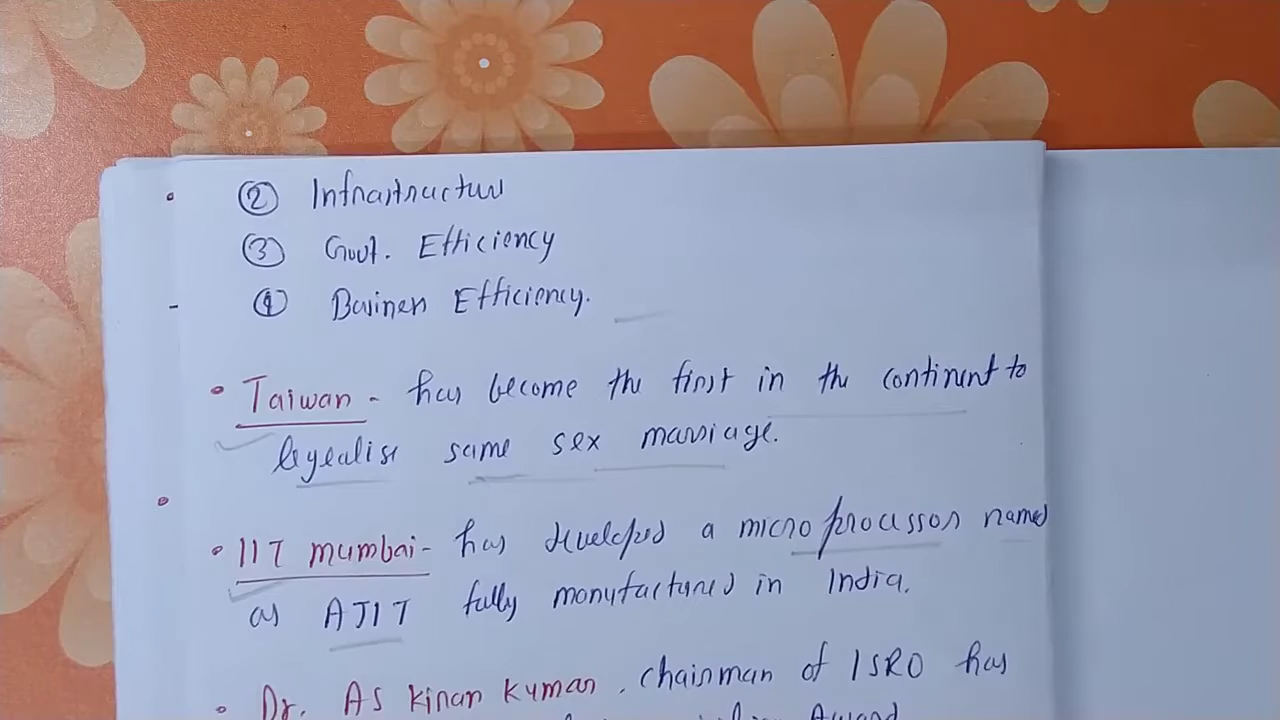 ② Infrastructure
③ Govt. Efficiency
④ Business Efficiency.
• Taiwan - has become the first in the continent to
legealise same sex marriage.
• IIT mumbai - has developed a microprocessor named
as AJIT fully manufactured in India.
• Dr. AS Kiran Kumar, chairman of ISRO has
Award